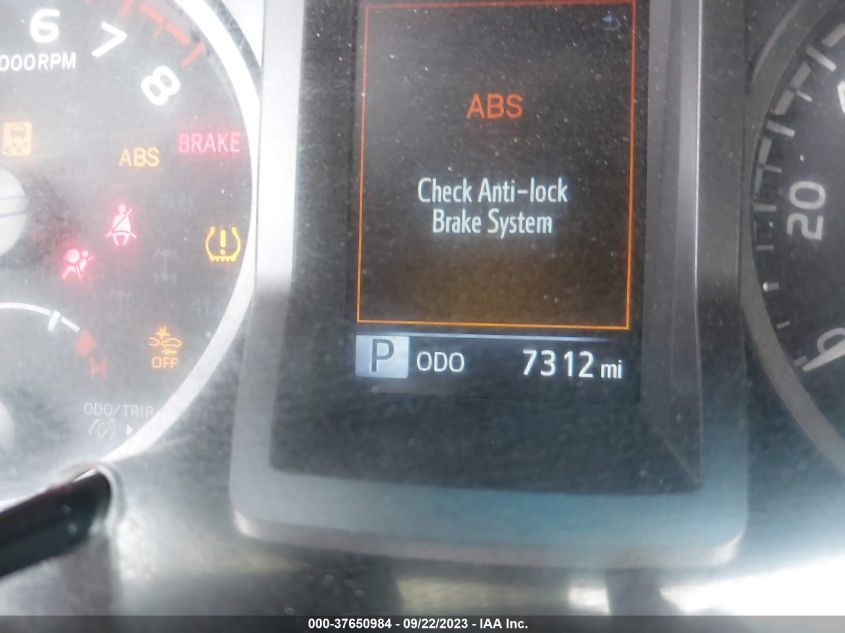 6
7
8
000RPM
ABS
BRAKE
OFF
H
ODO/TRIP
ABS
Check Anti-lock
Brake System
P ODO 7312 mi
20
0
000-37650984 - 09/22/2023 - IAA Inc.